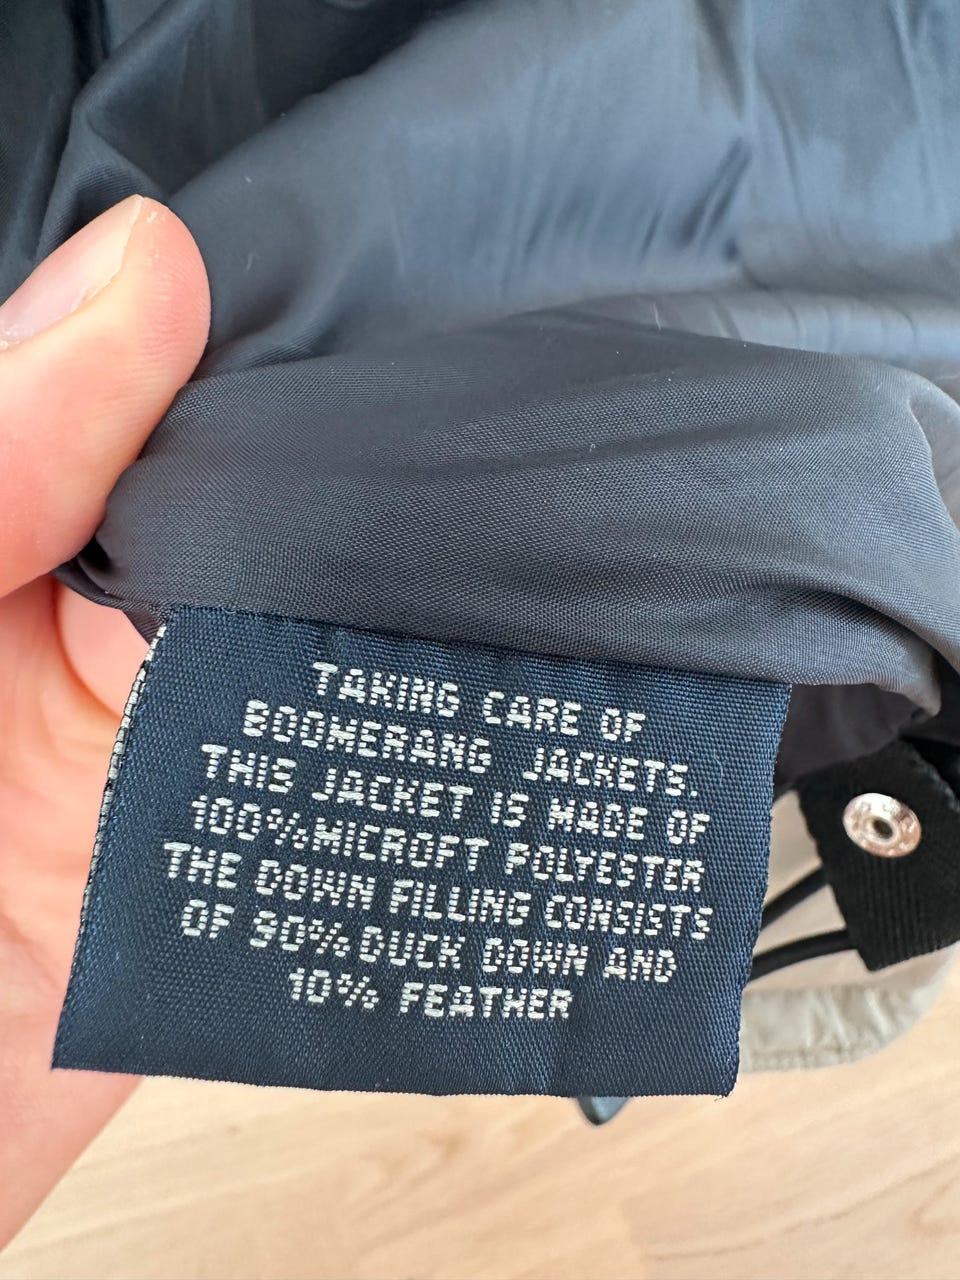 TAKING CARE OF
BOOMERANG JACKETS.
THIS JACKET IS MADE OF
100%MICROFT POLYESTER
THE DOWN FILLING CONSISTS
OF 90% DUCK DOWN AND
10% FEATHER